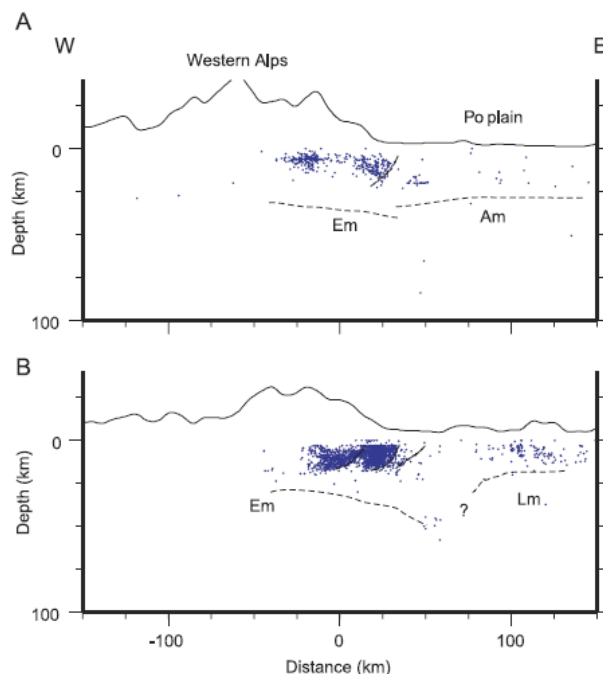 A
W E
Western Alps
Po plain
0
Depth (km)
Em Am
100
B
0
Depth (km)
Em ? Lm
100
-100 0 100
Distance (km)